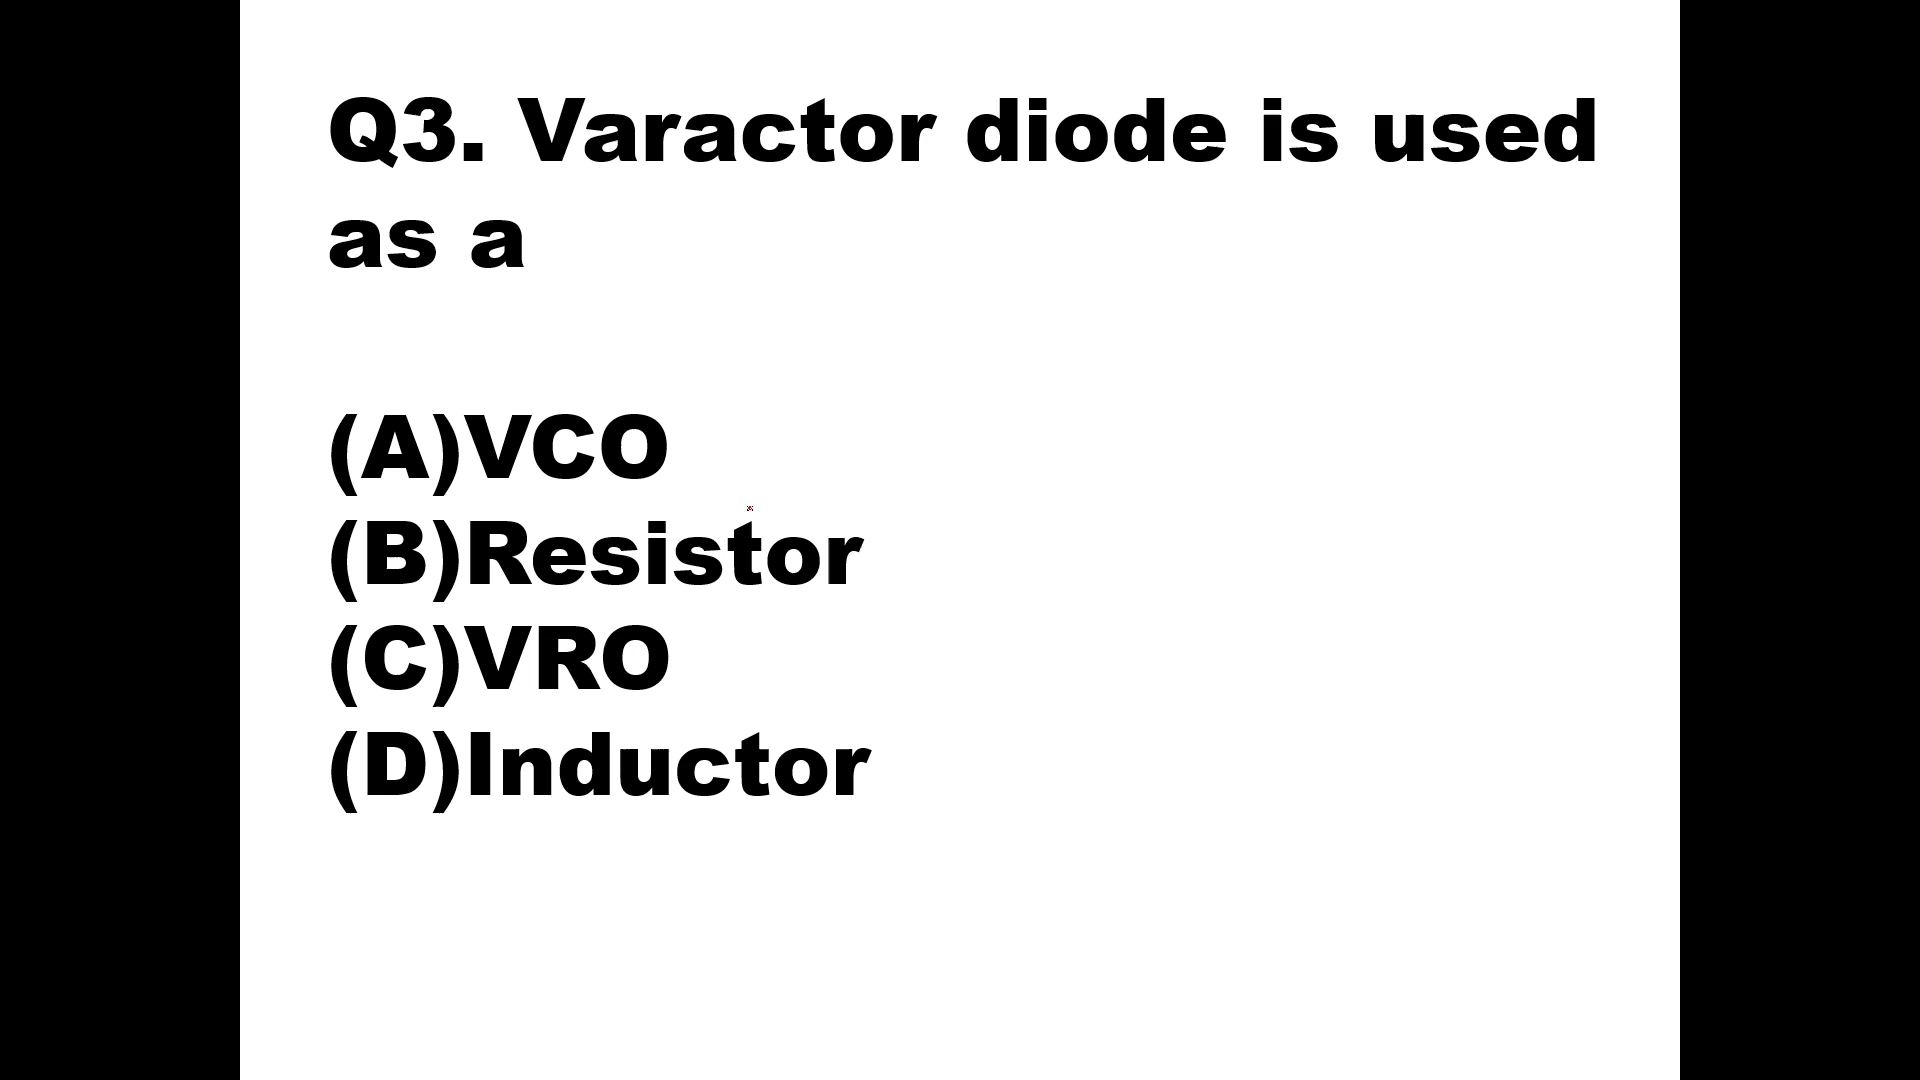 Q3. Varactor diode is used
as a
(A)VCO
(B)Resistor
(C)VRO
(D)Inductor